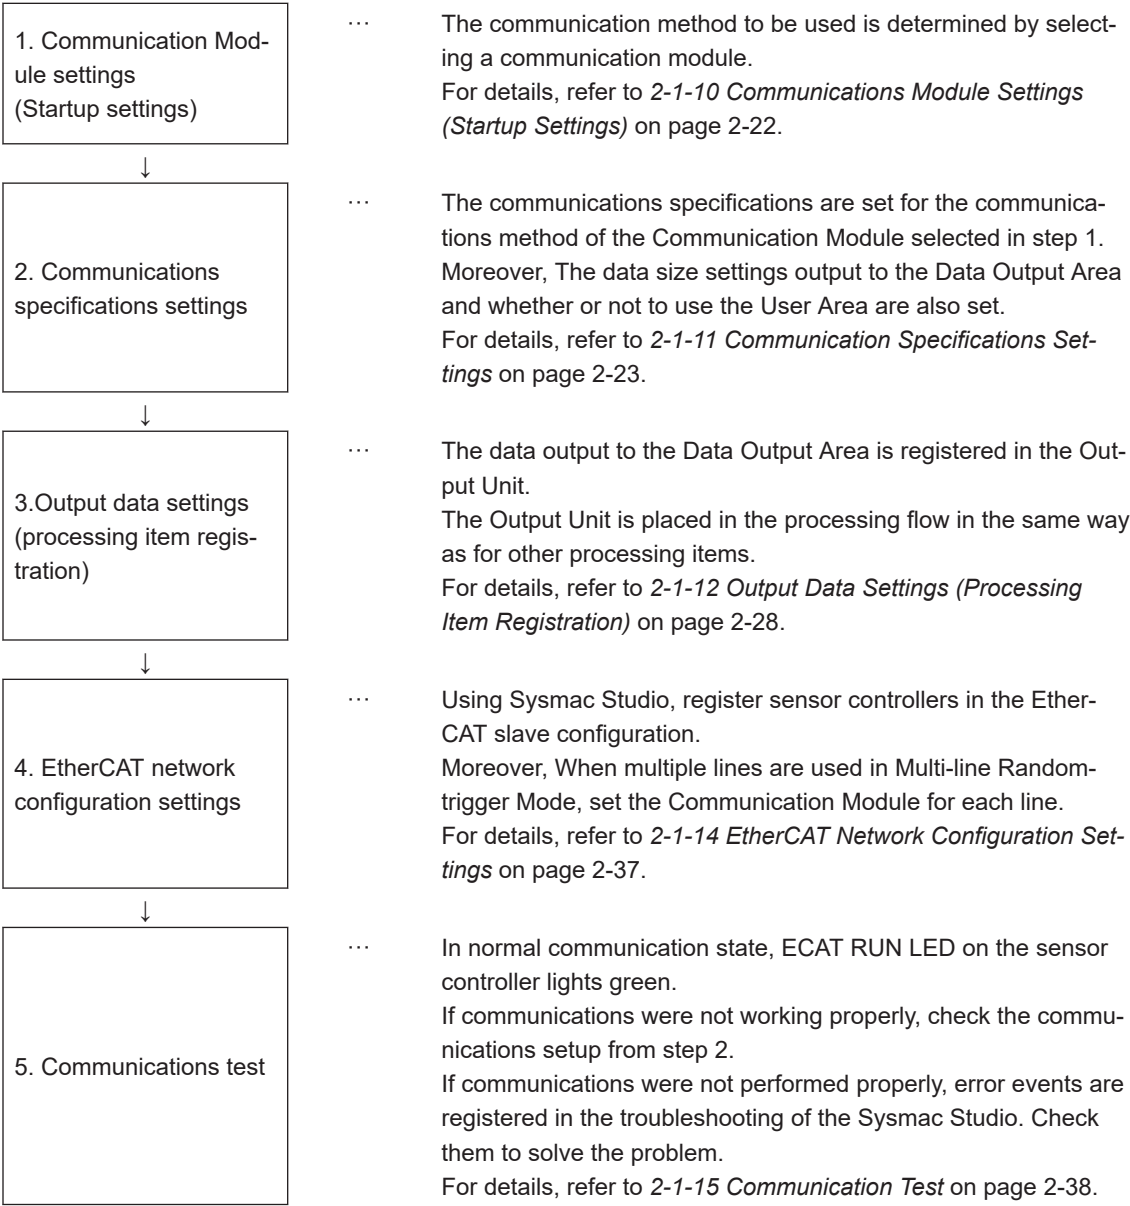 1. Communication Mod-
ule settings
(Startup settings)
…
The communication method to be used is determined by select-
ing a communication module.
For details, refer to 2-1-10 Communications Module Settings
(Startup Settings) on page 2-22.
↓
2. Communications
specifications settings
…
The communications specifications are set for the communica-
tions method of the Communication Module selected in step 1.
Moreover, The data size settings output to the Data Output Area
and whether or not to use the User Area are also set.
For details, refer to 2-1-11 Communication Specifications Set-
tings on page 2-23.
↓
3.Output data settings
(processing item regis-
tration)
…
The data output to the Data Output Area is registered in the Out-
put Unit.
The Output Unit is placed in the processing flow in the same way
as for other processing items.
For details, refer to 2-1-12 Output Data Settings (Processing
Item Registration) on page 2-28.
↓
4. EtherCAT network
configuration settings
…
Using Sysmac Studio, register sensor controllers in the Ether-
CAT slave configuration.
Moreover, When multiple lines are used in Multi-line Random-
trigger Mode, set the Communication Module for each line.
For details, refer to 2-1-14 EtherCAT Network Configuration Set-
tings on page 2-37.
↓
5. Communications test
…
In normal communication state, ECAT RUN LED on the sensor
controller lights green.
If communications were not working properly, check the commu-
nications setup from step 2.
If communications were not performed properly, error events are
registered in the troubleshooting of the Sysmac Studio. Check
them to solve the problem.
For details, refer to 2-1-15 Communication Test on page 2-38.